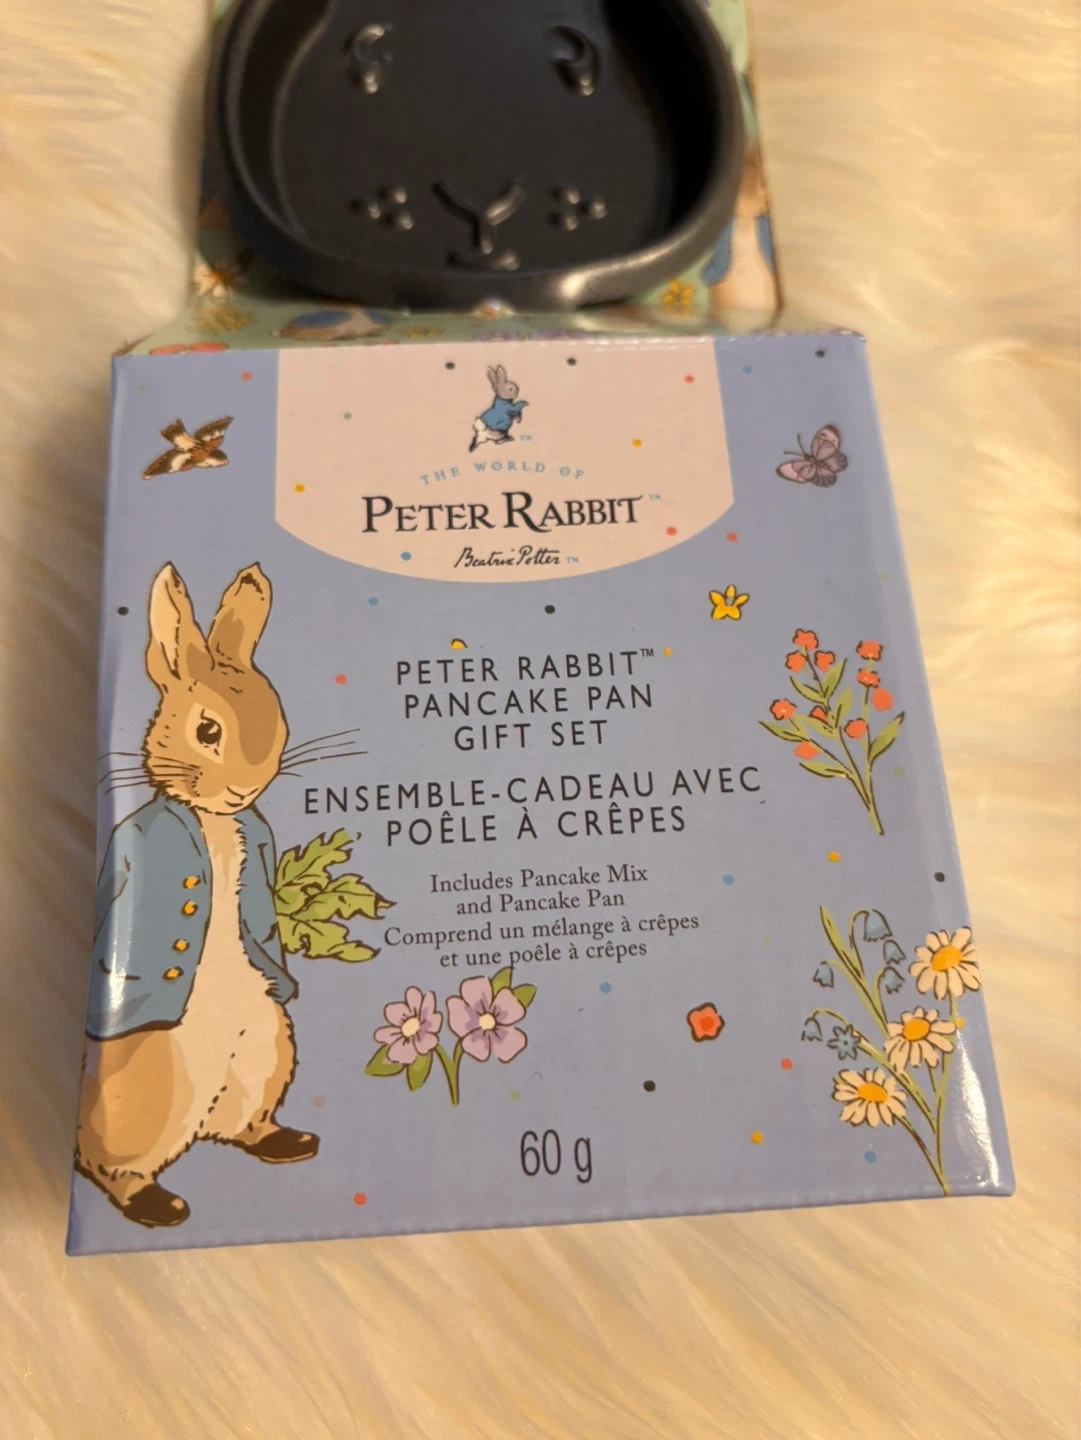 THE WORLD OF
PETER RABBIT™
Beatrix Potter™
PETER RABBIT™
PANCAKE PAN
GIFT SET
ENSEMBLE-CADEAU AVEC
POÊLE À CRÊPES
Includes Pancake Mix
and Pancake Pan
Comprend un mélange à crêpes
et une poêle à crêpes
60 g